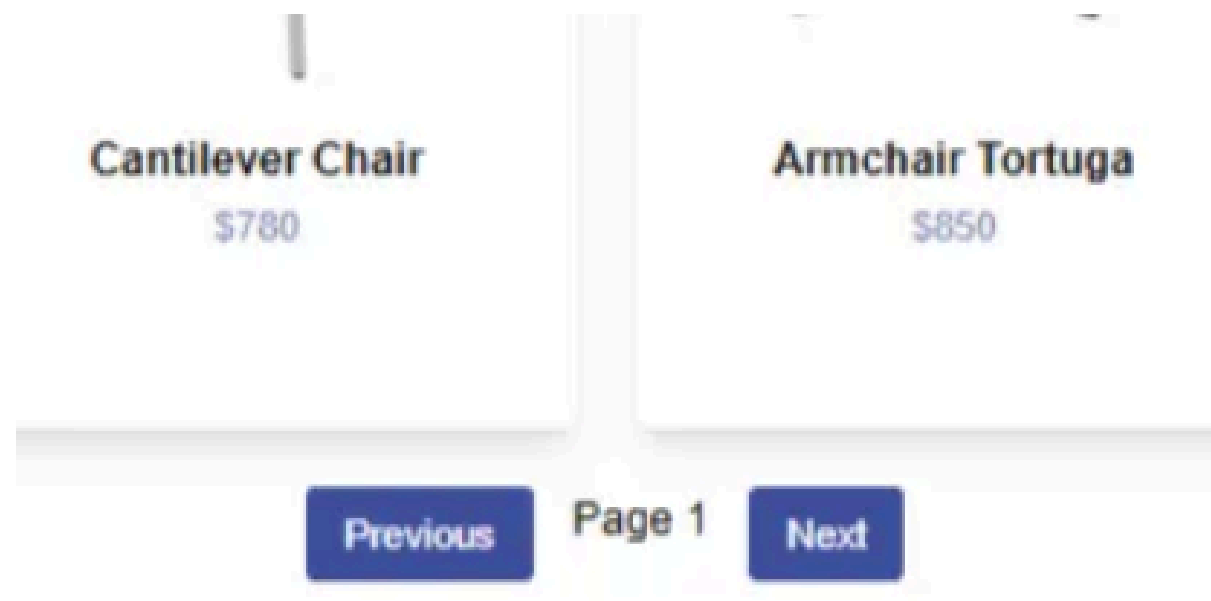 Cantilever Chair
$780
Armchair Tortuga
$850
Previous Page 1 Next